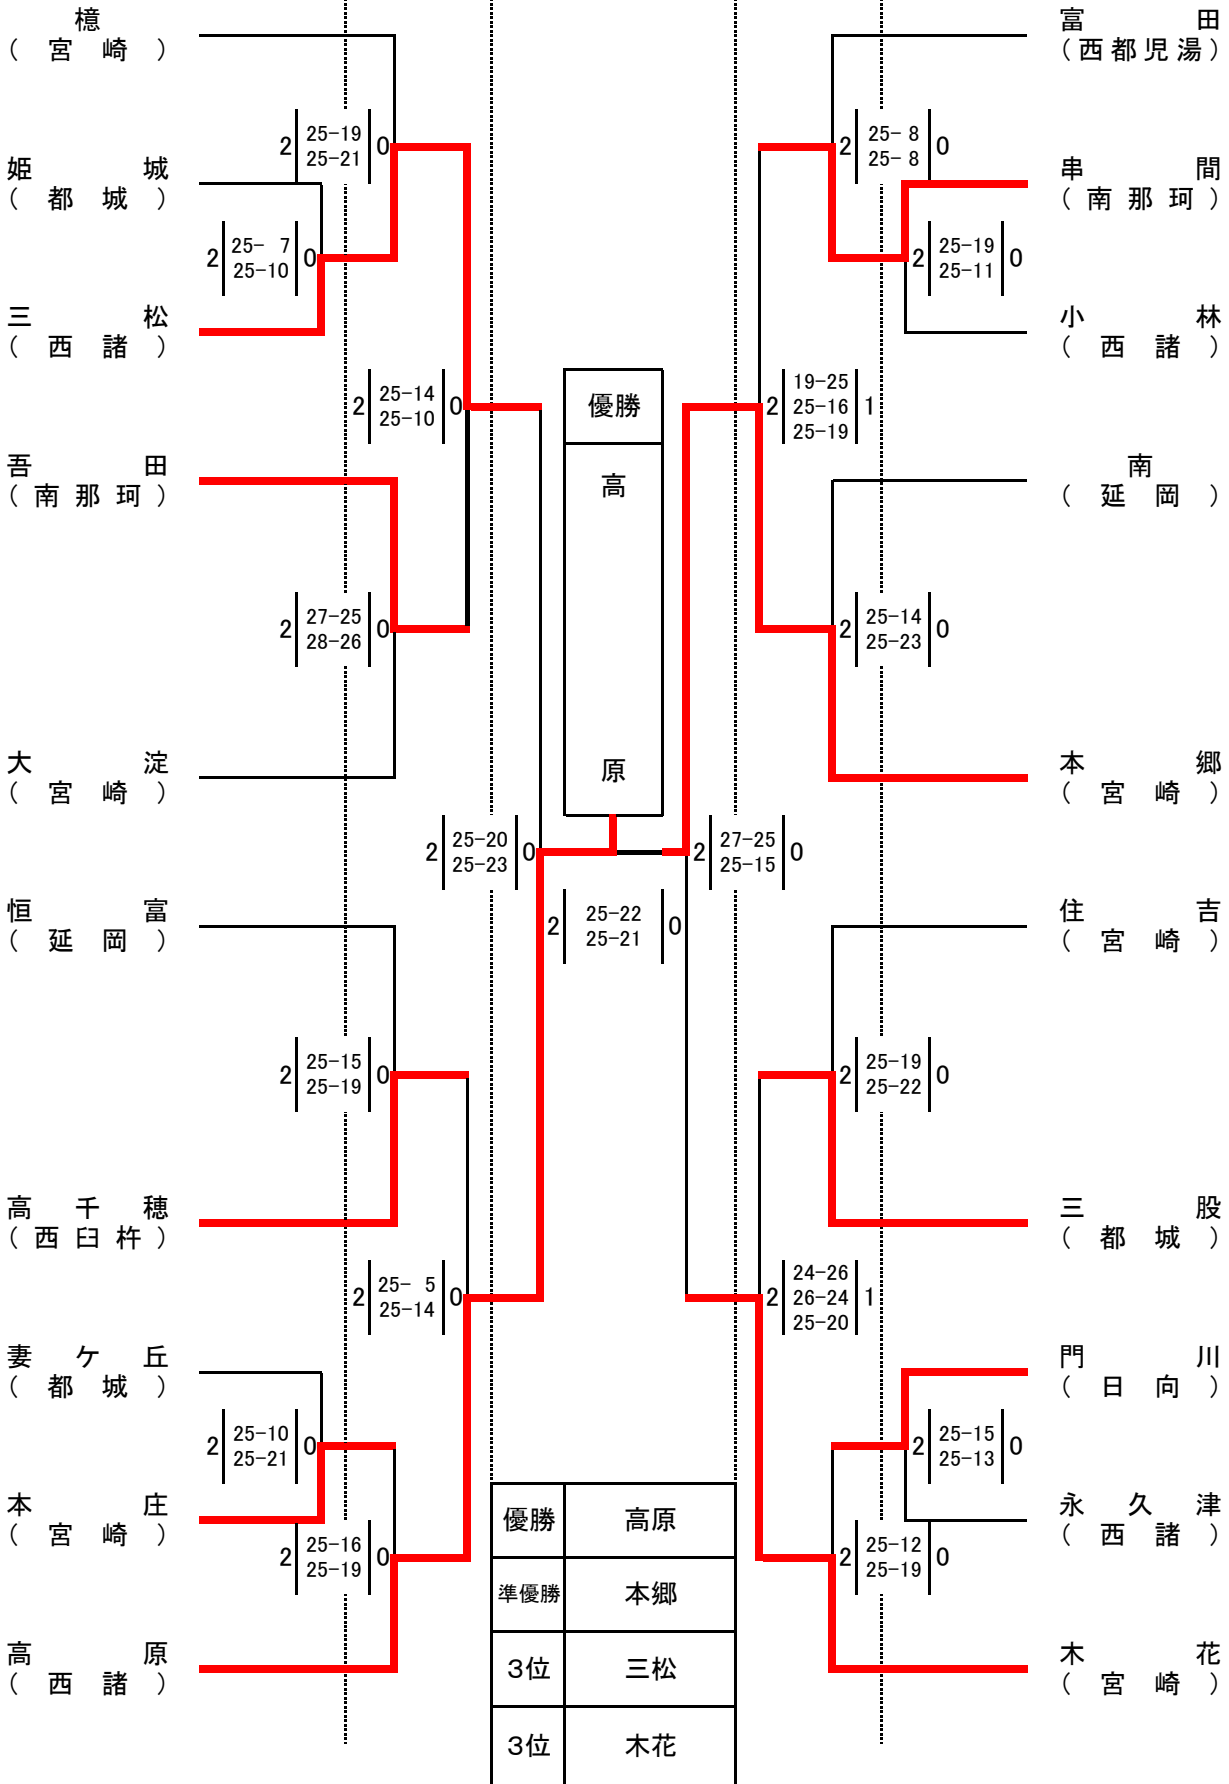 檍
（宮崎）
姫城
（都城）
三松
（西諸）
吾田
（南那珂）
大淀
（宮崎）
恒富
（延岡）
高千穂
（西臼杵）
妻ケ丘
（都城）
本庄
（宮崎）
高原
（西諸）
2 25-19 0
25-21
2 25- 7 0
25-10
2 25-14 0
25-10
2 27-25 0
28-26
2 25-20 0
25-23
2 25-15 0
25-19
2 25- 5 0
25-14
2 25-10 0
25-21
2 25-16 0
25-19
優勝
高
原
2 25-22 0
25-21
優勝 高原
準優勝 本郷
3位 三松
3位 木花
2 25- 8 0
25- 8
2 25-19 0
25-11
2 19-25 1
25-16
25-19
2 25-14 0
25-23
2 27-25 0
25-15
2 25-19 0
25-22
2 24-26 1
26-24
25-20
2 25-15 0
25-13
2 25-12 0
25-19
富田
（西都児湯）
串間
（南那珂）
小林
（西諸）
南
（延岡）
本郷
（宮崎）
住吉
（宮崎）
三股
（都城）
門川
（日向）
永久津
（西諸）
木花
（宮崎）